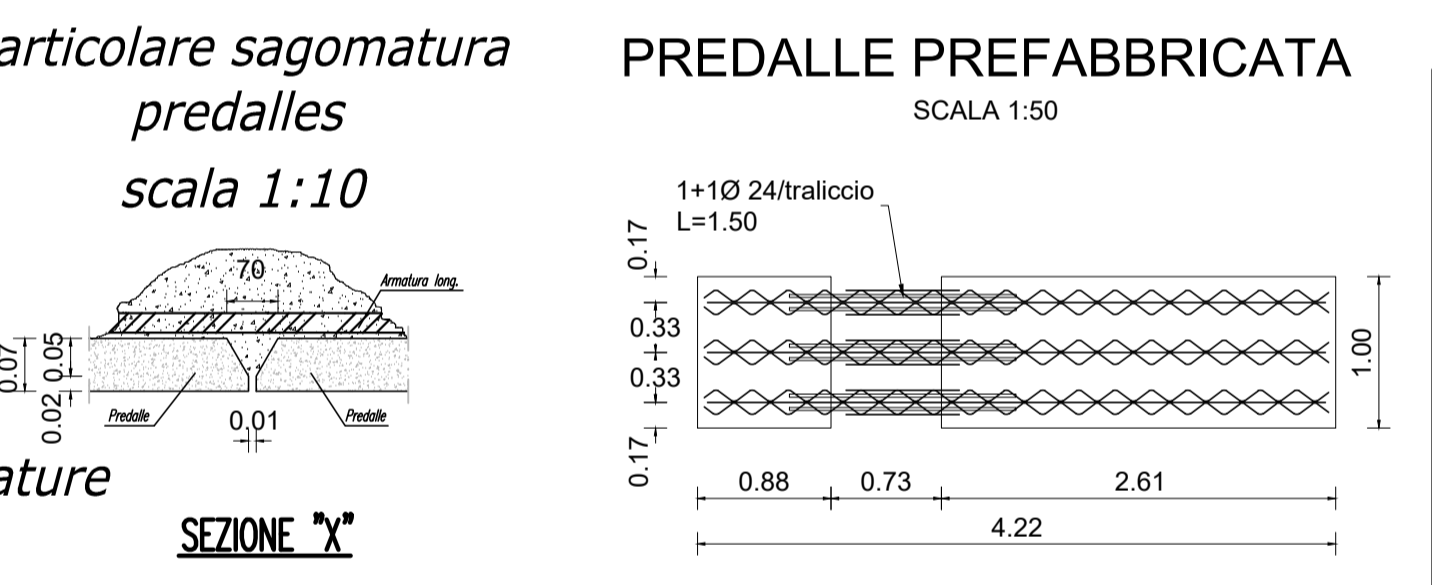 articolare sagomatura
predalles
scala 1:10
70
Armatura long.
0.07
0.05
0.02
Predalle
0.01
Predalle
ature
SEZIONE "X"
PREDALLE PREFABBRICATA
SCALA 1:50
1+1Ø 24/traliccio
L=1.50
0.17
0.33
0.33
0.17
1.00
0.88
0.73
2.61
4.22